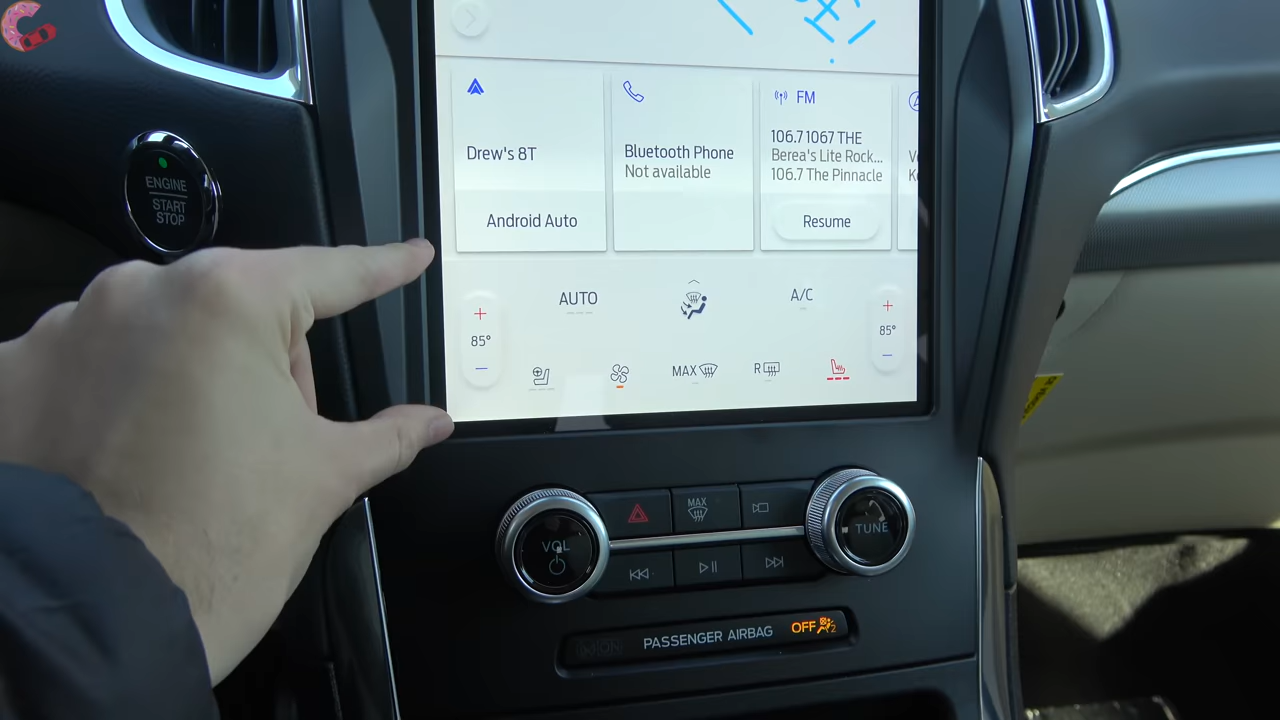 ENGINE
START
STOP
Drew's 8T
Android Auto
Bluetooth Phone
Not available
FM
106.7 1067 THE
Berea's Lite Rock...
106.7 The Pinnacle
Resume
85°
AUTO
A/C
85°
MAX
R
MAX
VOL
TUNE
PASSENGER AIRBAG
OFF
2